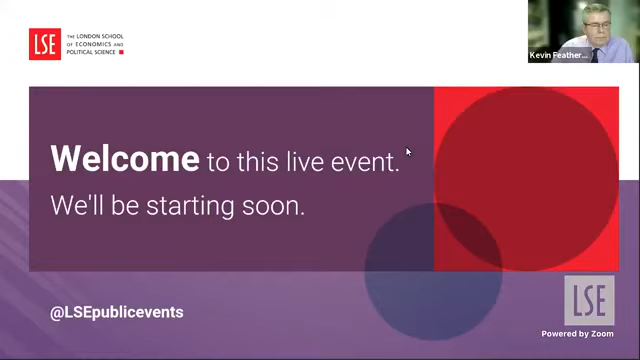 LSE
THE LONDON SCHOOL
OF ECONOMICS AND
POLITICAL SCIENCE
Kevin Feather...
Welcome to this live event.
We'll be starting soon.
@LSEpublicevents
LSE
Powered by Zoom